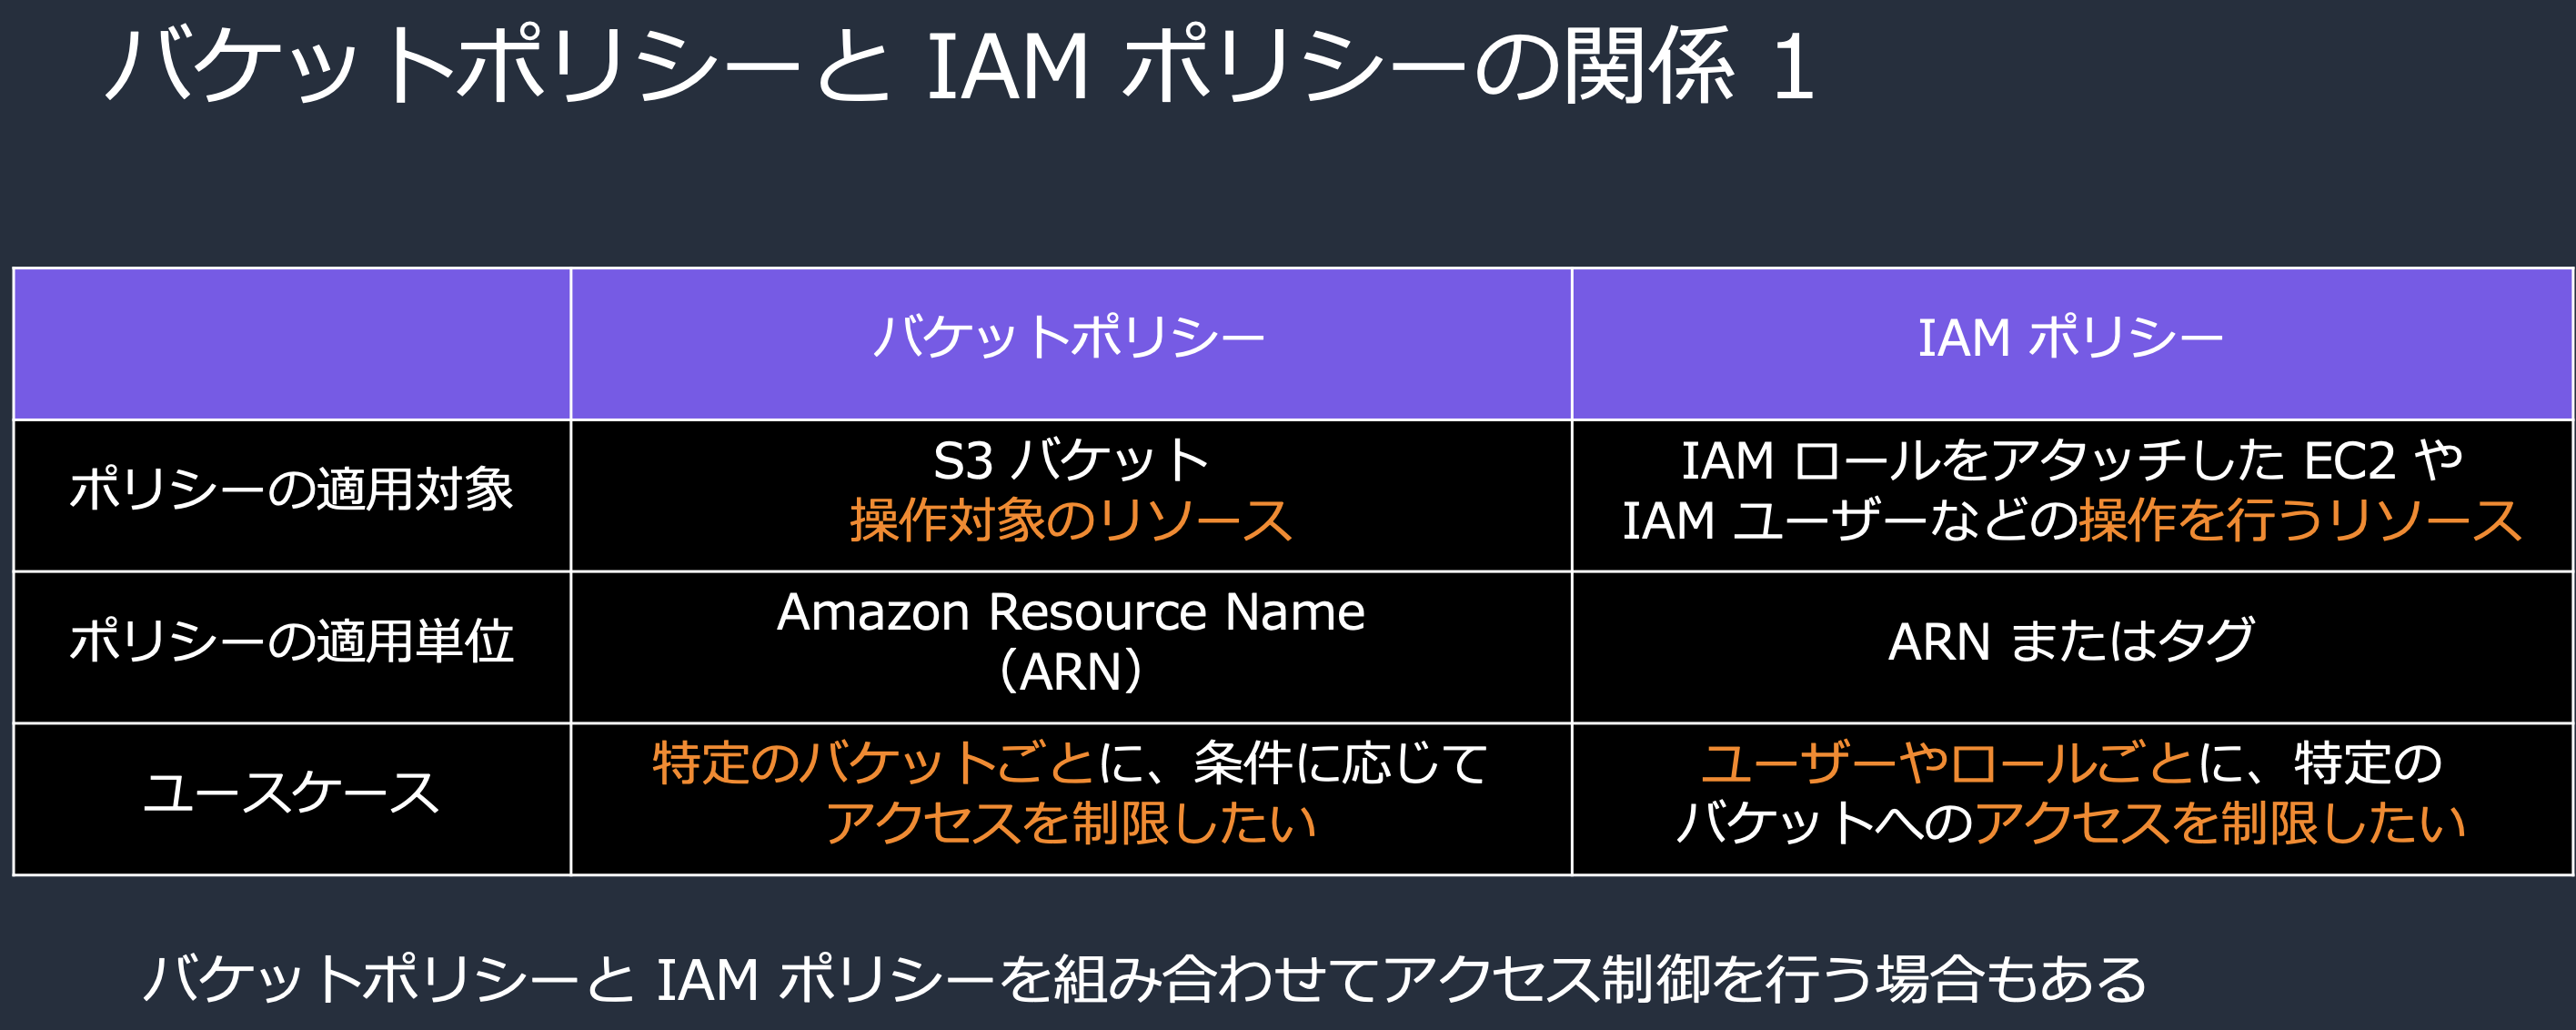 バケットポリシーと IAM ポリシーの関係 1
バケットポリシー
IAM ポリシー
ポリシーの適用対象
S3 バケット
操作対象のリソース
IAM ロールをアタッチした EC2 や
IAM ユーザーなどの操作を行うリソース
ポリシーの適用単位
Amazon Resource Name
（ARN）
ARN またはタグ
ユースケース
特定のバケットごとに、条件に応じて
アクセスを制限したい
ユーザーやロールごとに、特定の
バケットへのアクセスを制限したい
バケットポリシーと IAM ポリシーを組み合わせてアクセス制御を行う場合もある